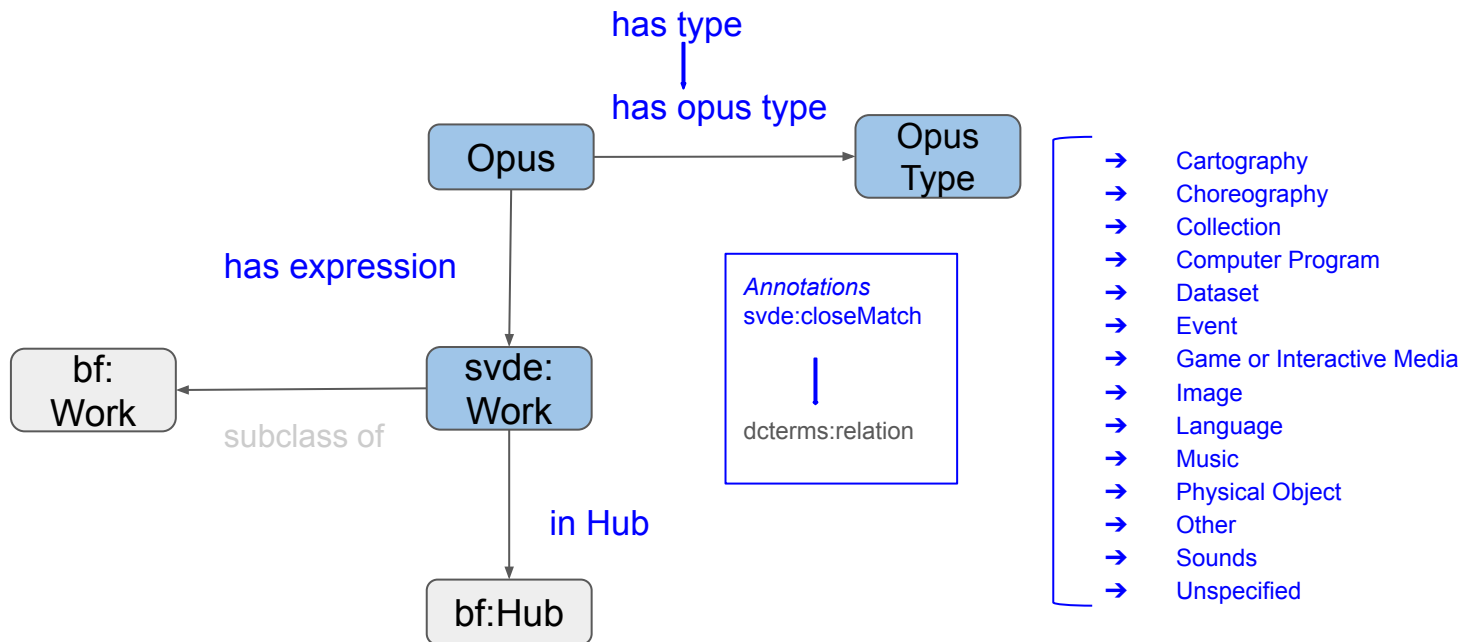 has type
has opus type
Opus
Opus
Type
has expression
bf:
Work
svde:
Work
subclass of
in Hub
bf:Hub
Annotations
svde:closeMatch
dcterms:relation
Cartography
Choreography
Collection
Computer Program
Dataset
Event
Game or Interactive Media
Image
Language
Music
Physical Object
Other
Sounds
Unspecified